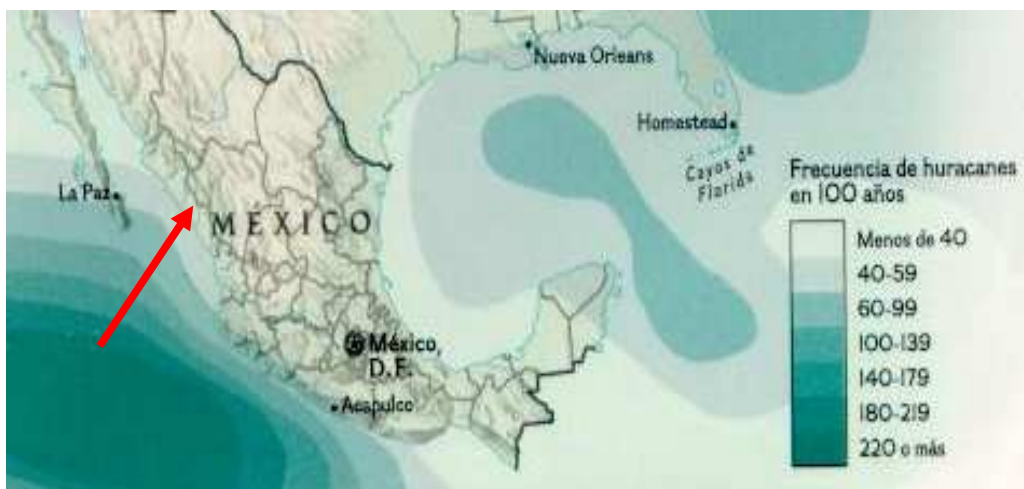 Nueva Orleans
Homestead
Cayos de
Florida
La Paz
MÉXICO
México,
D.F.
Acapulco
Frecuencia de huracanes
en 100 años
Menos de 40
40-59
60-99
100-139
140-179
180-219
220 o más